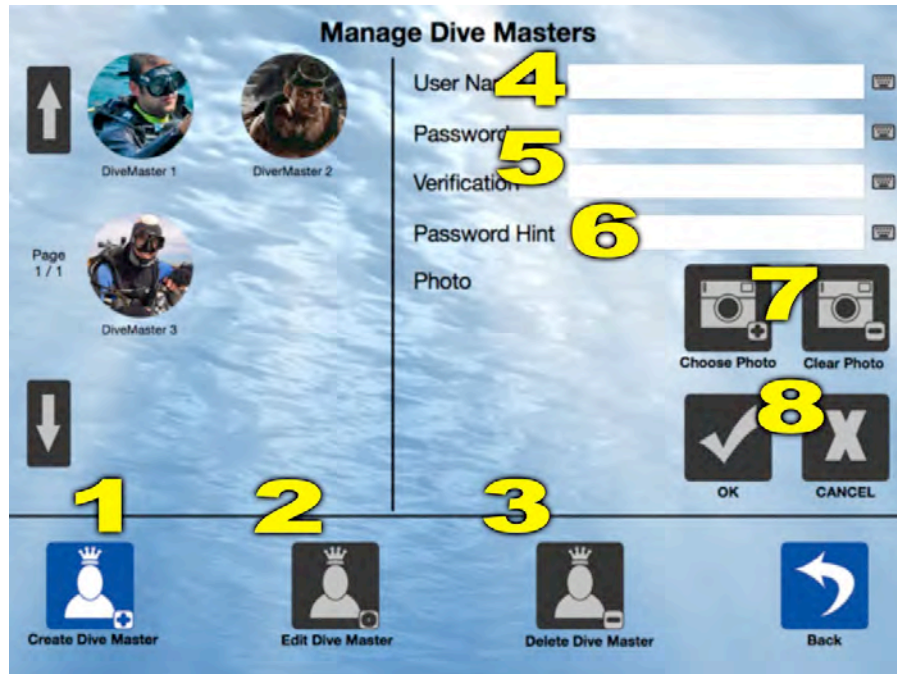 Manage Dive Masters
DiveMaster 1
DiverMaster 2
Page
1 / 1
DiveMaster 3
User Name
4
Password
5
Verification
Password Hint
6
Photo
7
Choose Photo
Clear Photo
8
OK
CANCEL
1
2
3
Create Dive Master
Edit Dive Master
Delete Dive Master
Back